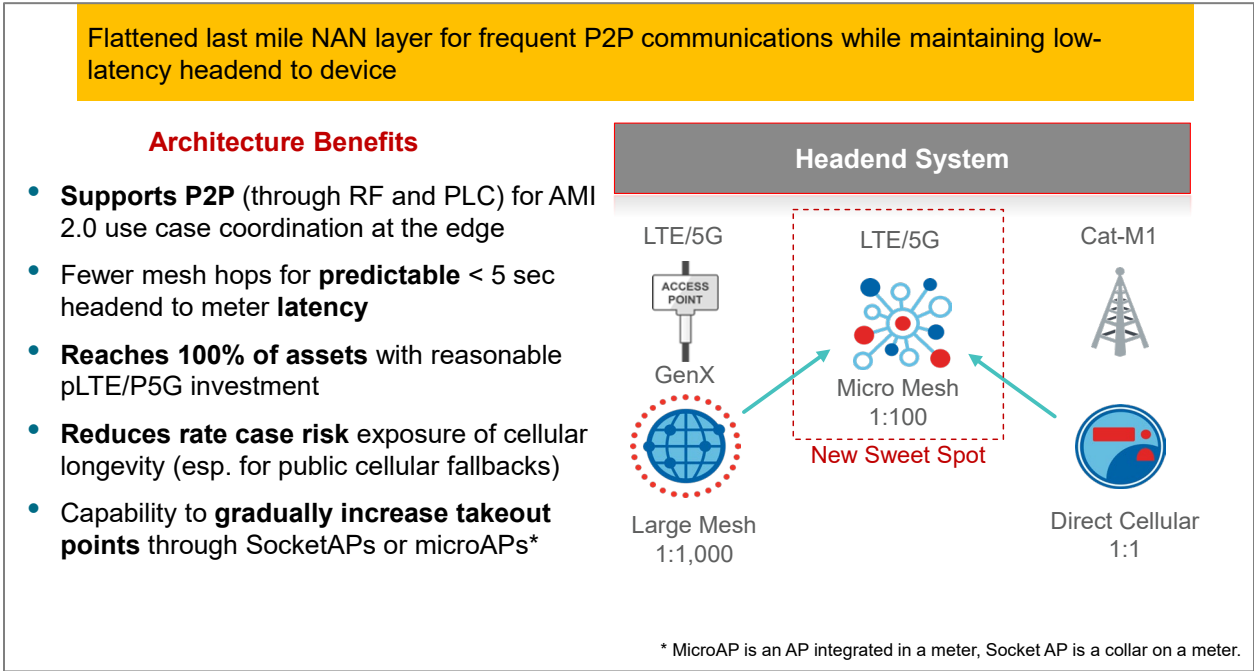 Flattened last mile NAN layer for frequent P2P communications while maintaining low-
latency headend to device
Architecture Benefits
• Supports P2P (through RF and PLC) for AMI
2.0 use case coordination at the edge
• Fewer mesh hops for predictable < 5 sec
headend to meter latency
• Reaches 100% of assets with reasonable
pLTE/P5G investment
• Reduces rate case risk exposure of cellular
longevity (esp. for public cellular fallbacks)
• Capability to gradually increase takeout
points through SocketAPs or microAPs*
Headend System
LTE/5G
ACCESS
POINT
GenX
Large Mesh
1:1,000
LTE/5G
Micro Mesh
1:100
New Sweet Spot
Cat-M1
Direct Cellular
1:1
* MicroAP is an AP integrated in a meter, Socket AP is a collar on a meter.